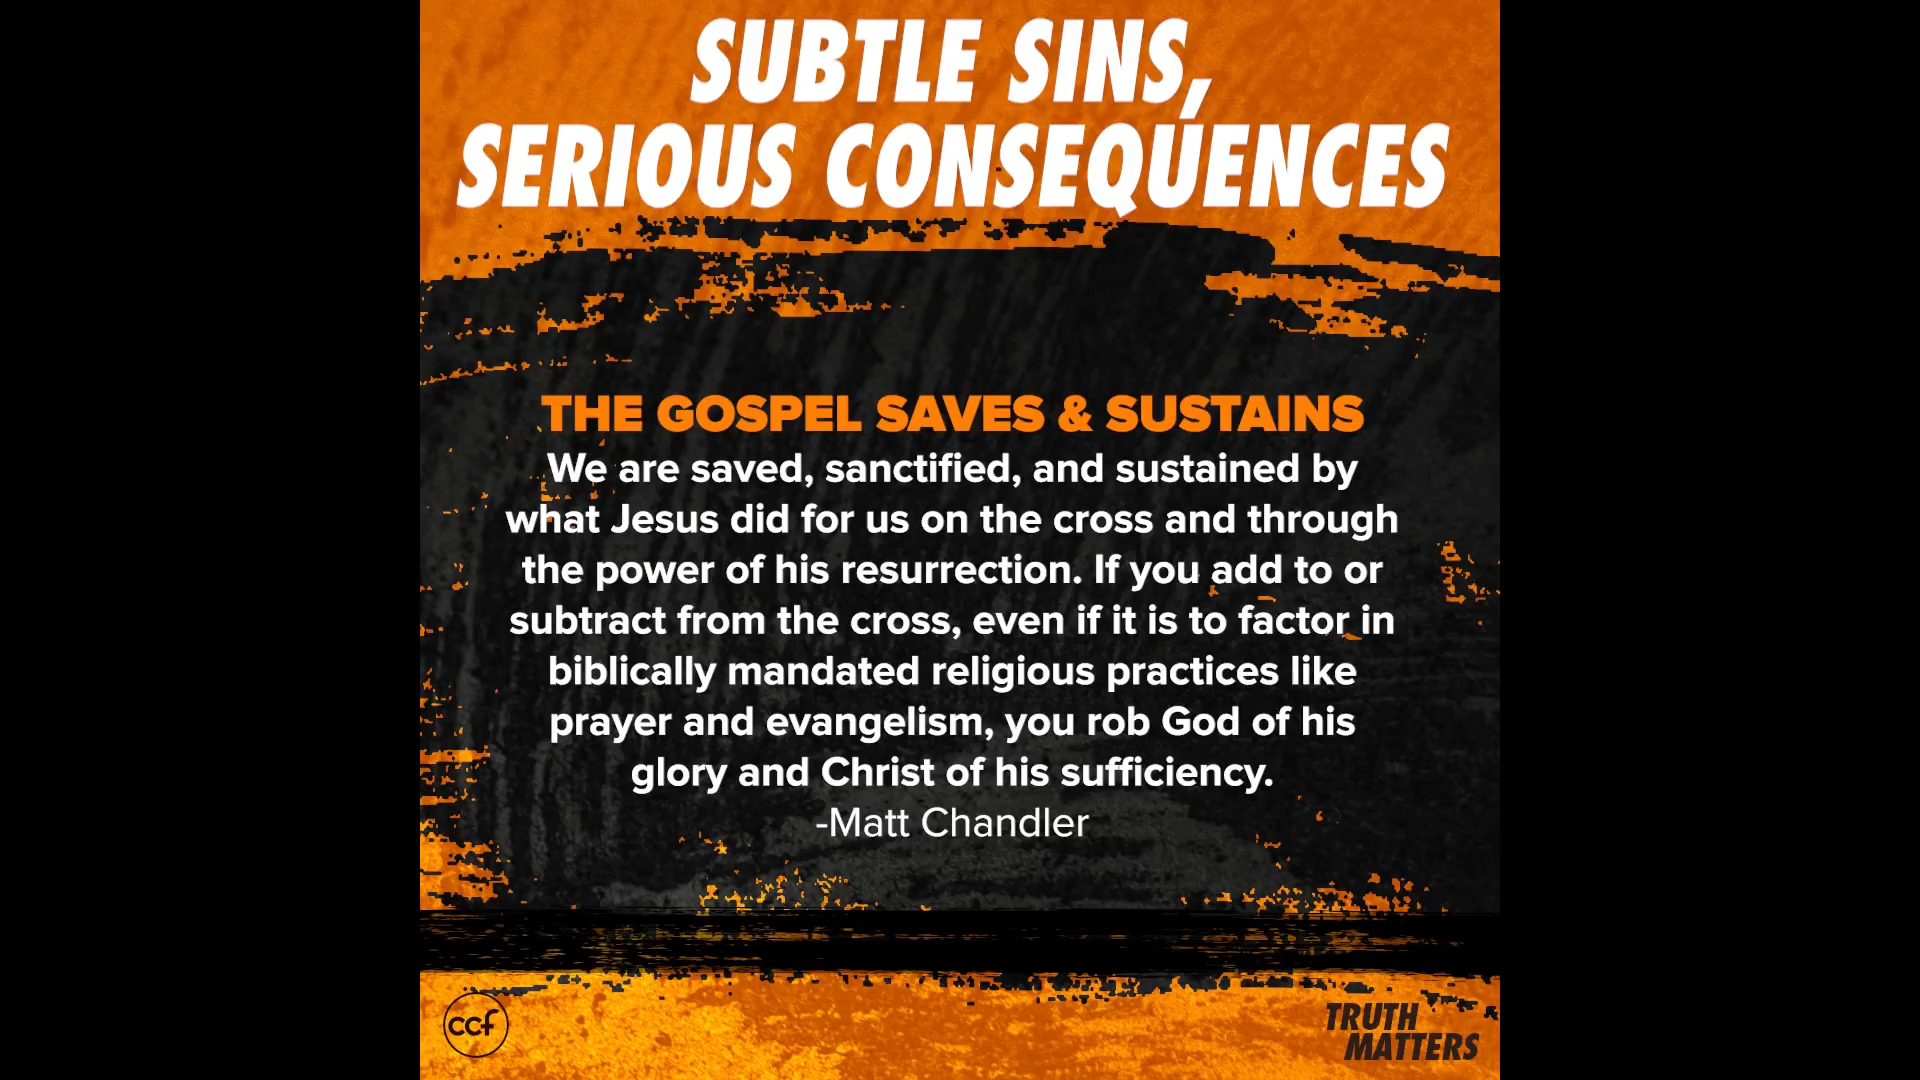 SUBTLE SINS,
SERIOUS CONSEQUENCES
THE GOSPEL SAVES & SUSTAINS
We are saved, sanctified, and sustained by
what Jesus did for us on the cross and through
the power of his resurrection. If you add to or
subtract from the cross, even if it is to factor in
biblically mandated religious practices like
prayer and evangelism, you rob God of his
glory and Christ of his sufficiency.
-Matt Chandler
ccf
TRUTH
MATTERS